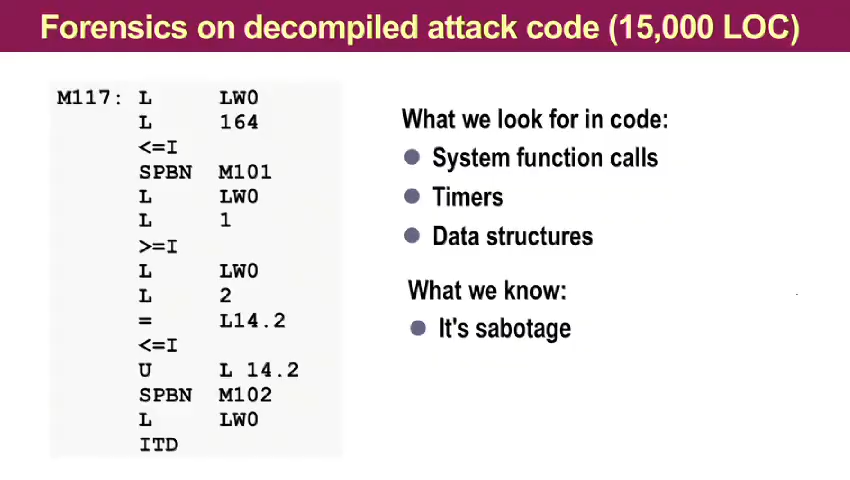 Forensics on decompiled attack code (15,000 LOC)
M117: L LW0
L 164
<=I
SPBN M101
L LW0
L 1
>=I
L LW0
L 2
= L14.2
<=I
U L 14.2
SPBN M102
L LW0
ITD
What we look for in code:
System function calls
Timers
Data structures
What we know:
It's sabotage